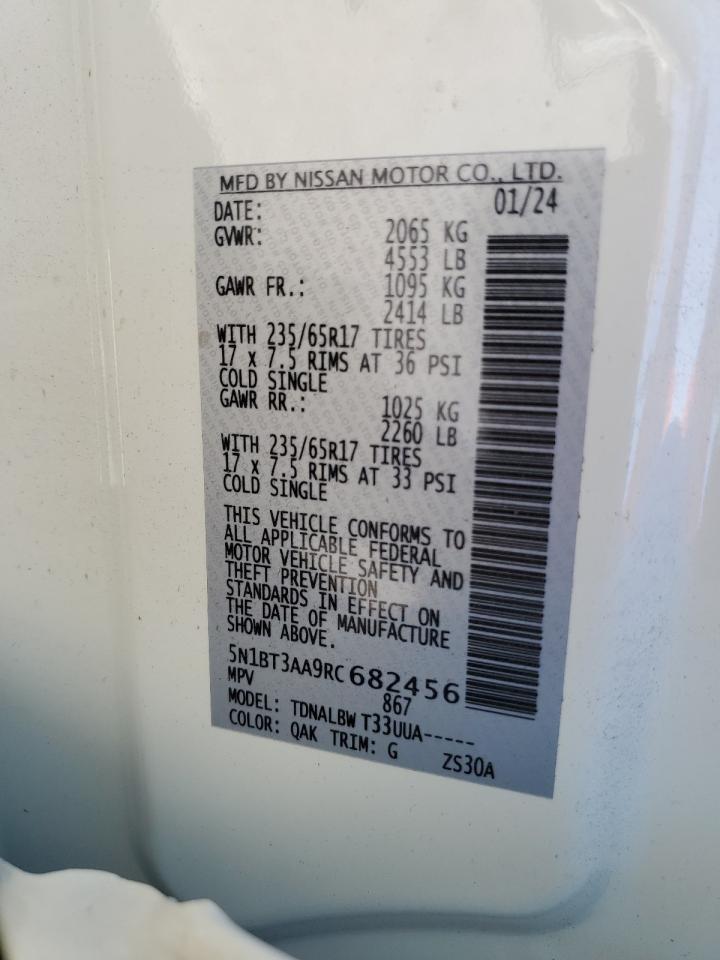 MFD BY NISSAN MOTOR CO., LTD.
DATE: 01/24
GVWR: 2065 KG
4553 LB
GAWR FR.: 1095 KG
2414 LB
WITH 235/65R17 TIRES
17 x 7.5 RIMS AT 36 PSI
COLD SINGLE
GAWR RR.: 1025 KG
2260 LB
WITH 235/65R17 TIRES
17 x 7.5 RIMS AT 33 PSI
COLD SINGLE
THIS VEHICLE CONFORMS TO
ALL APPLICABLE FEDERAL
MOTOR VEHICLE SAFETY AND
THEFT PREVENTION
STANDARDS IN EFFECT ON
THE DATE OF MANUFACTURE
SHOWN ABOVE.
5N1BT3AA9RC682456
MPV 867
MODEL: TDNALBW T33UUA-----
COLOR: QAK TRIM: G ZS30A